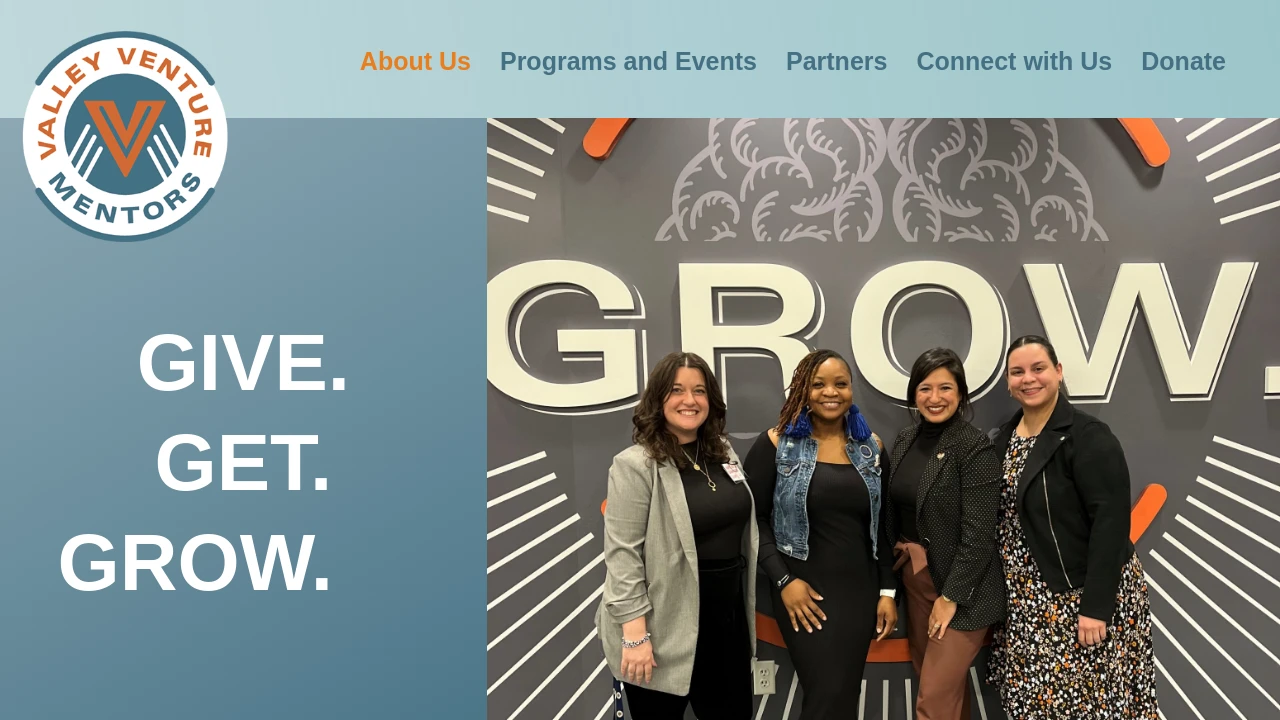 VALLEY VENTURE
MENTORS
About Us Programs and Events Partners Connect with Us Donate
GIVE.
GET.
GROW.
GROW.